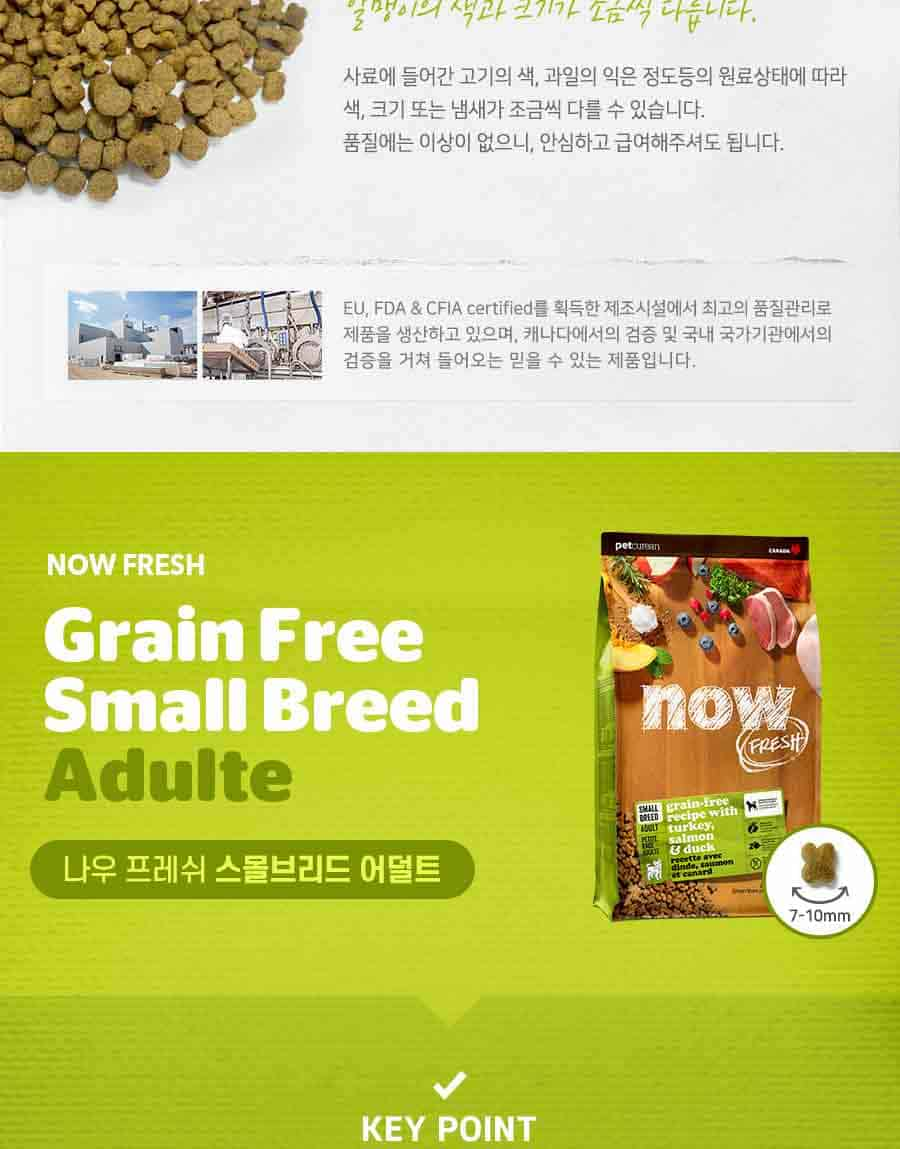 알맹이의 색과 크기가 조금씩 다릅니다.
사료에 들어간 고기의 색, 과일의 익은 정도등의 원료상태에 따라
색, 크기 또는 냄새가 조금씩 다를 수 있습니다.
품질에는 이상이 없으니, 안심하고 급여해주셔도 됩니다.
EU, FDA & CFIA certified를 획득한 제조시설에서 최고의 품질관리로
제품을 생산하고 있으며, 캐나다에서의 검증 및 국내 국가기관에서의
검증을 거쳐 들어오는 믿을 수 있는 제품입니다.
NOW FRESH
Grain Free
Small Breed
Adulte
나우 프레쉬 스몰브리드 어덜트
petcurean
CANADA
now
FRESH
SMALL
BREED
ADULT
grain-free
recipe with
turkey,
salmon
& duck
recette avec
dinde, saumon
et canard
7-10mm
KEY POINT